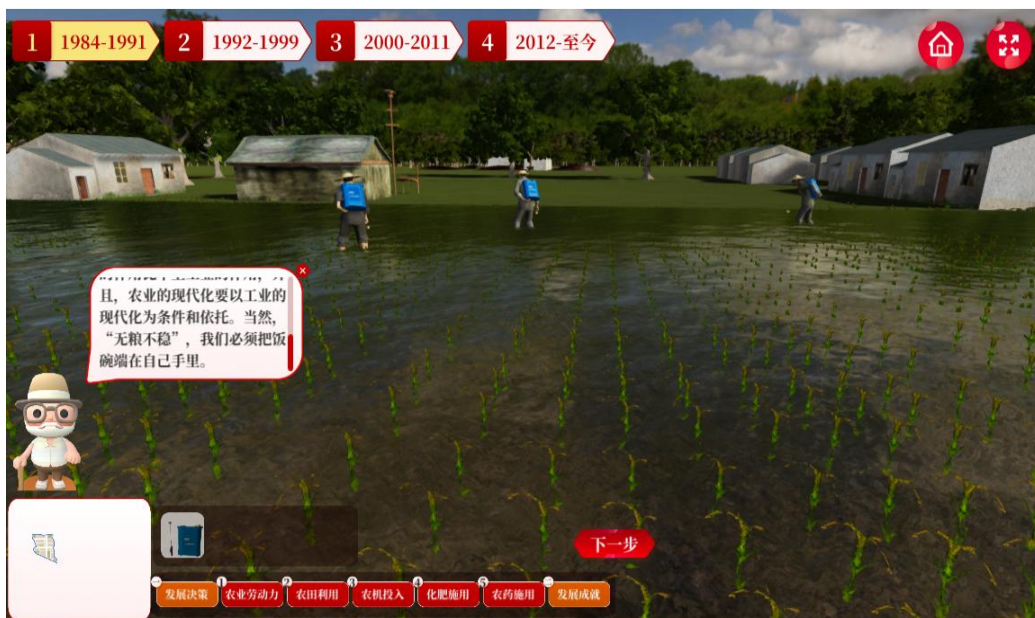 1 1984-1991 2 1992-1999 3 2000-2011 4 2012-至今
且，农业的现代化要以工业的
现代化为条件和依托。当然，
“无粮不稳”，我们必须把饭
碗端在自己手里。
下一步
发展决策 1 农业劳动力 2 农田利用 3 农机投入 4 化肥施用 5 农药施用 发展成就